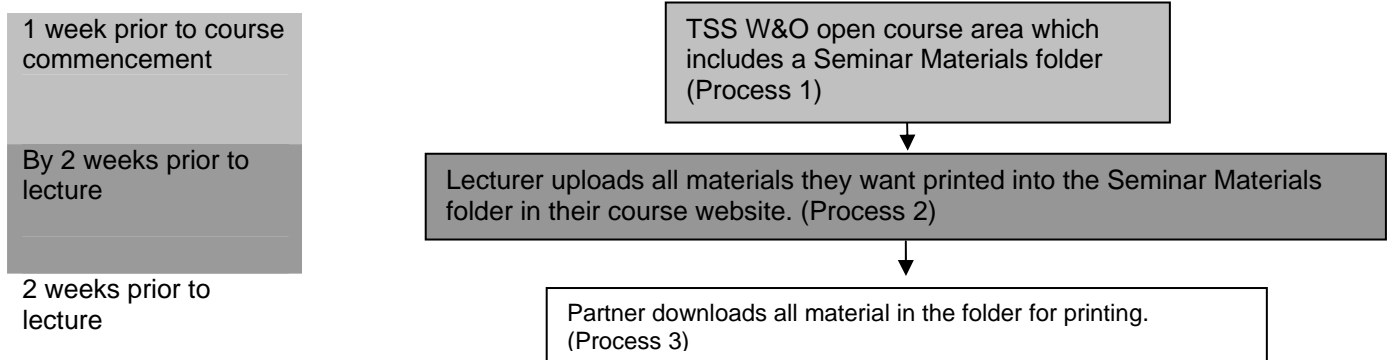 1 week prior to course
commencement
TSS W&O open course area which
includes a Seminar Materials folder
(Process 1)
By 2 weeks prior to
lecture
Lecturer uploads all materials they want printed into the Seminar Materials
folder in their course website. (Process 2)
2 weeks prior to
lecture
Partner downloads all material in the folder for printing.
(Process 3)